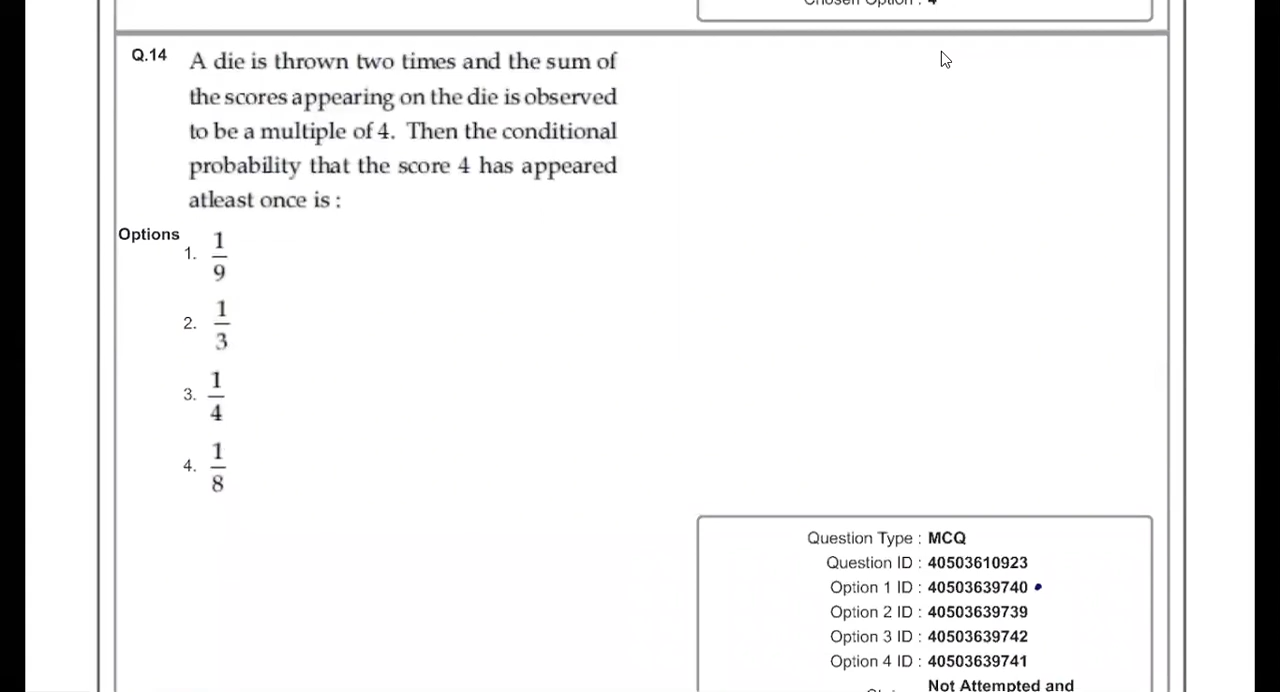 Chosen Option : 4
Q.14 A die is thrown two times and the sum of
the scores appearing on the die is observed
to be a multiple of 4. Then the conditional
probability that the score 4 has appeared
atleast once is :
Options
1. 1/9
2. 1/3
3. 1/4
4. 1/8
Question Type : MCQ
Question ID : 40503610923
Option 1 ID : 40503639740
Option 2 ID : 40503639739
Option 3 ID : 40503639742
Option 4 ID : 40503639741
Not Attempted and